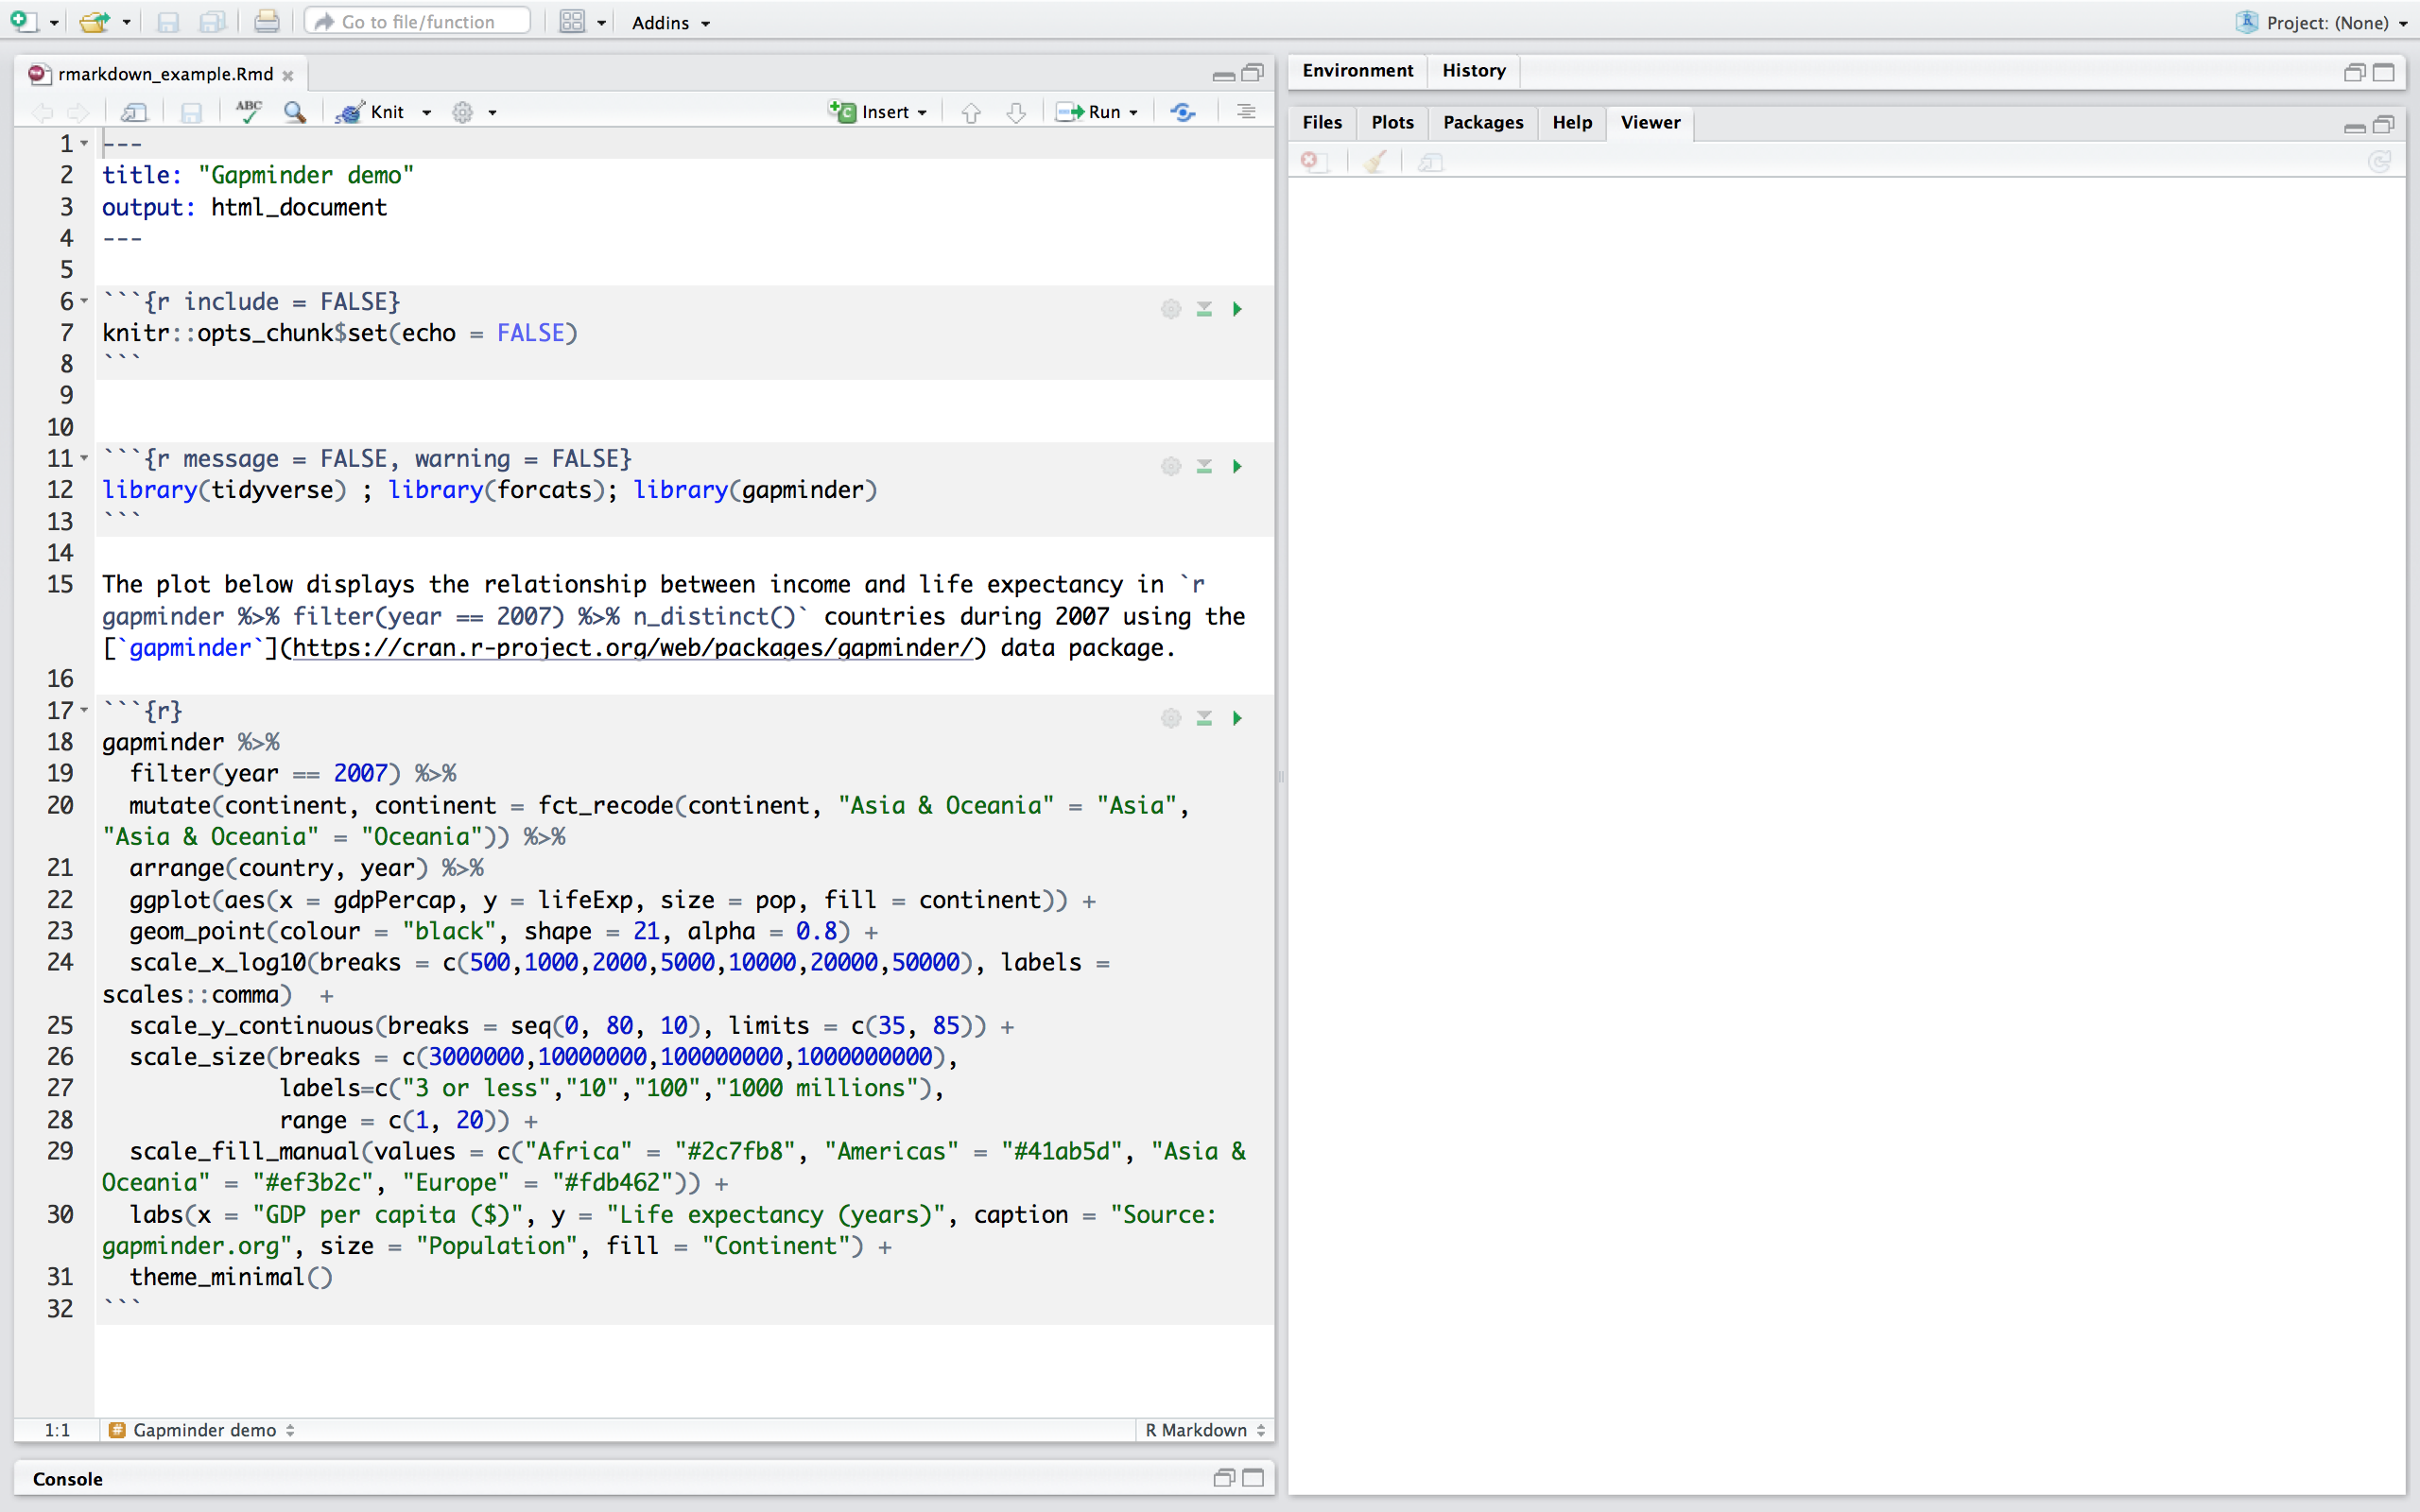 Go to file/function
Addins
Project: (None)
rmarkdown_example.Rmd
ABC
Knit
Insert
Run
1 ---
2 title: "Gapminder demo"
3 output: html_document
4 ---
5
6 ```{r include = FALSE}
7 knitr::opts_chunk$set(echo = FALSE)
8 ```
9
10
11 ```{r message = FALSE, warning = FALSE}
12 library(tidyverse) ; library(forcats); library(gapminder)
13 ```
14
15 The plot below displays the relationship between income and life expectancy in `r
gapminder %>% filter(year == 2007) %>% n_distinct()` countries during 2007 using the
[`gapminder`](https://cran.r-project.org/web/packages/gapminder/) data package.
16
17 ```{r}
18 gapminder %>%
19   filter(year == 2007) %>%
20   mutate(continent, continent = fct_recode(continent, "Asia & Oceania" = "Asia",
"Asia & Oceania" = "Oceania")) %>%
21   arrange(country, year) %>%
22   ggplot(aes(x = gdpPercap, y = lifeExp, size = pop, fill = continent)) +
23   geom_point(colour = "black", shape = 21, alpha = 0.8) +
24   scale_x_log10(breaks = c(500,1000,2000,5000,10000,20000,50000), labels =
scales::comma)  +
25   scale_y_continuous(breaks = seq(0, 80, 10), limits = c(35, 85)) +
26   scale_size(breaks = c(3000000,10000000,100000000,1000000000),
27              labels=c("3 or less","10","100","1000 millions"),
28              range = c(1, 20)) +
29   scale_fill_manual(values = c("Africa" = "#2c7fb8", "Americas" = "#41ab5d", "Asia &
Oceania" = "#ef3b2c", "Europe" = "#fdb462")) +
30   labs(x = "GDP per capita ($)", y = "Life expectancy (years)", caption = "Source:
gapminder.org", size = "Population", fill = "Continent") +
31   theme_minimal()
32 ```
1:1
Gapminder demo
R Markdown
Console
Environment
History
Files
Plots
Packages
Help
Viewer